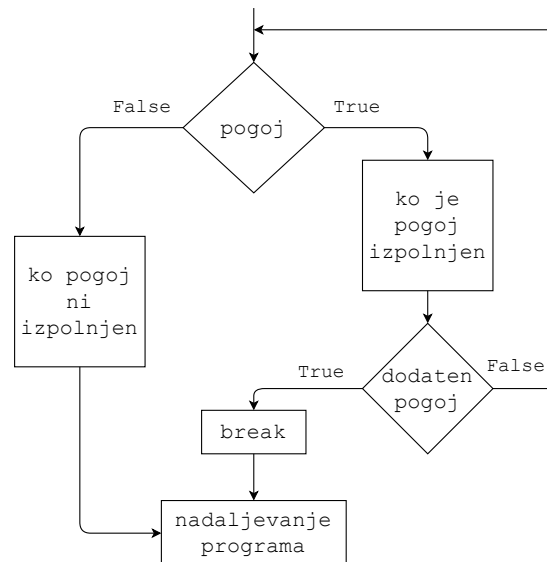 False
True
pogoj
ko je
pogoj
izpolnjen
ko pogoj
ni
izpolnjen
True
dodaten
pogoj
False
break
nadaljevanje
programa